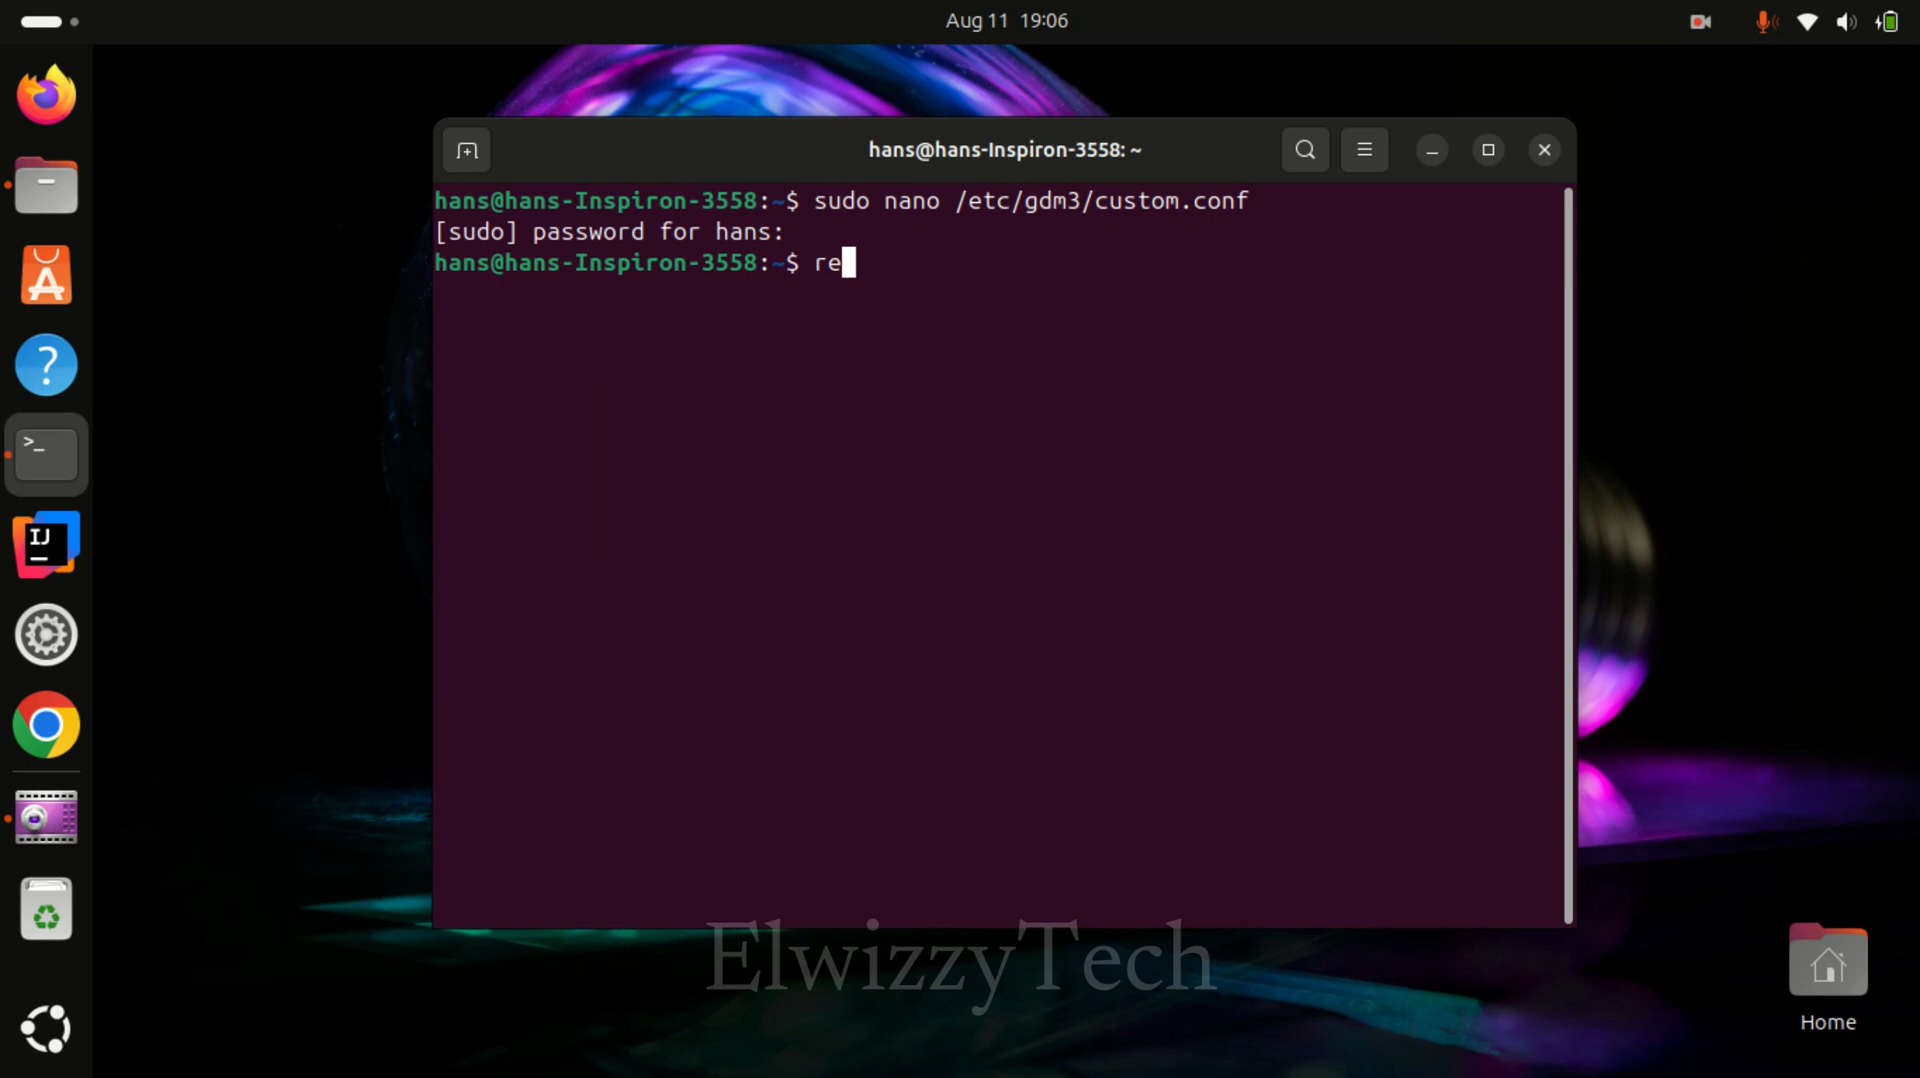 Aug 11 19:06
hans@hans-Inspiron-3558: ~
hans@hans-Inspiron-3558:~$ sudo nano /etc/gdm3/custom.conf
[sudo] password for hans:
hans@hans-Inspiron-3558:~$ re
>_
IJ
ElwizzyTech
Home